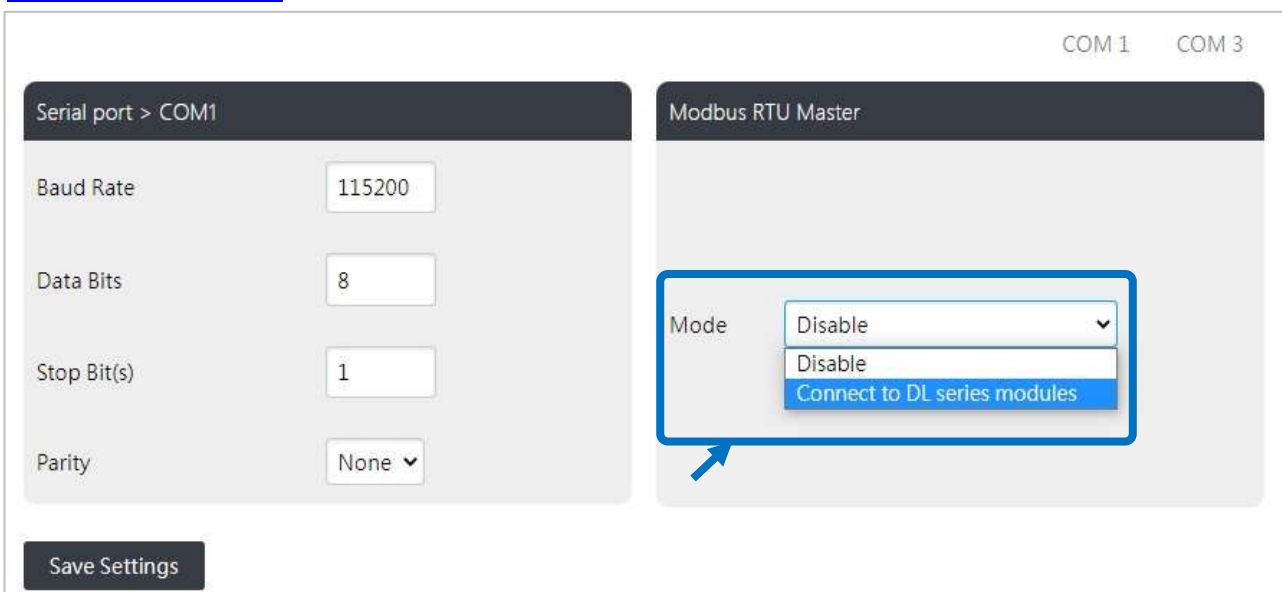 COM 1 COM 3
Serial port > COM1
Baud Rate 115200
Data Bits 8
Stop Bit(s) 1
Parity None
Modbus RTU Master
Mode Disable
Disable
Connect to DL series modules
Save Settings